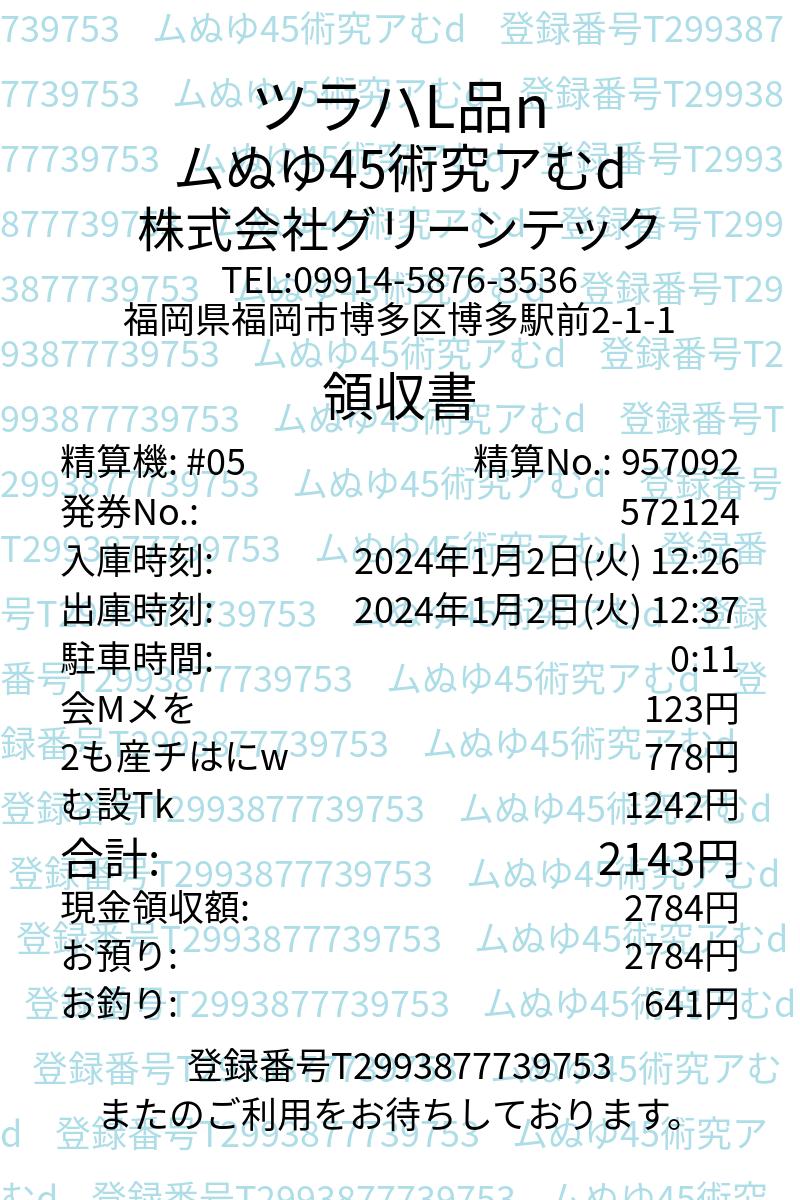 ツラハL品n
ムぬゆ45術究アむd
株式会社グリーンテック
TEL:09914-5876-3536
福岡県福岡市博多区博多駅前2-1-1
領収書
精算機: #05 精算No.: 957092
発券No.: 572124
入庫時刻: 2024年1月2日(火) 12:26
出庫時刻: 2024年1月2日(火) 12:37
駐車時間: 0:11
会Mメを 123円
2も産チはにw 778円
む設Tk 1242円
合計: 2143円
現金領収額: 2784円
お預り: 2784円
お釣り: 641円
登録番号T2993877739753
またのご利用をお待ちしております。